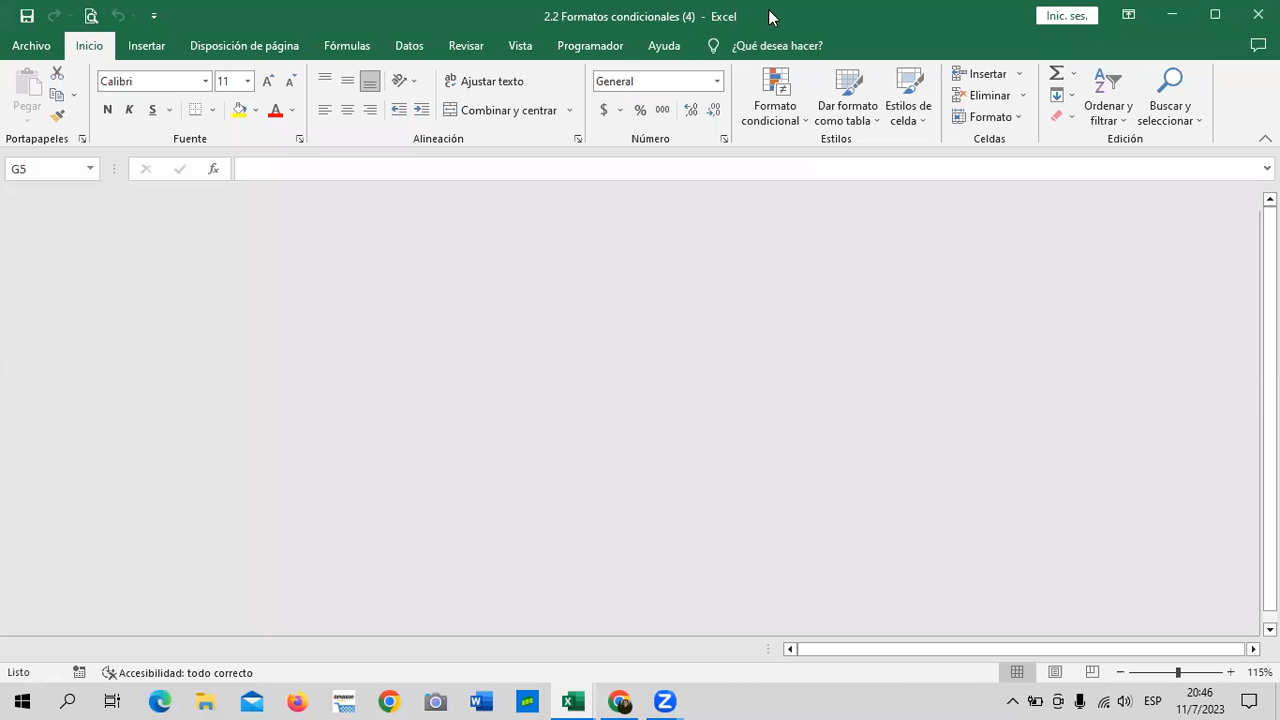 2.2 Formatos condicionales (4) - Excel
Inic. ses.
Archivo Inicio Insertar Disposición de página Fórmulas Datos Revisar Vista Programador Ayuda ¿Qué desea hacer?
Pegar
Calibri 11
N K S
Ajustar texto
Combinar y centrar
General
$ % 000
Formato condicional
Dar formato como tabla
Estilos de celda
Insertar
Eliminar
Formato
Ordenar y filtrar
Buscar y seleccionar
Portapapeles Fuente Alineación Número Estilos Celdas Edición
G5 fx
Listo Accesibilidad: todo correcto 115%
ESP
20:46
11/7/2023